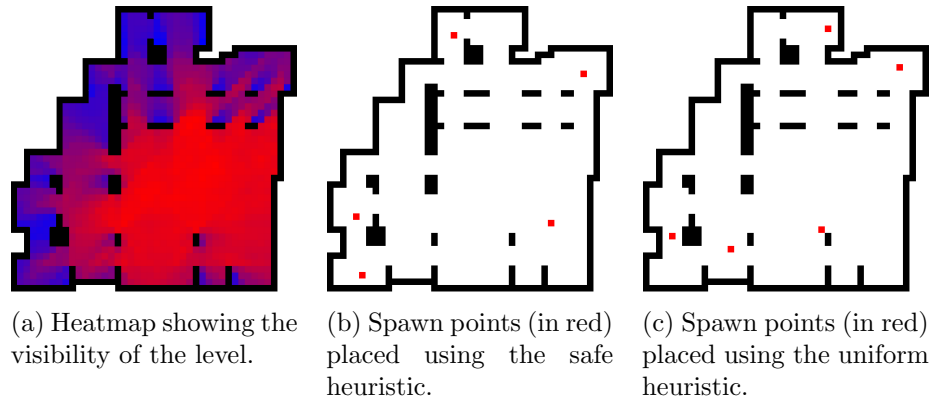 (a) Heatmap showing the
visibility of the level.
(b) Spawn points (in red)
placed using the safe
heuristic.
(c) Spawn points (in red)
placed using the uniform
heuristic.